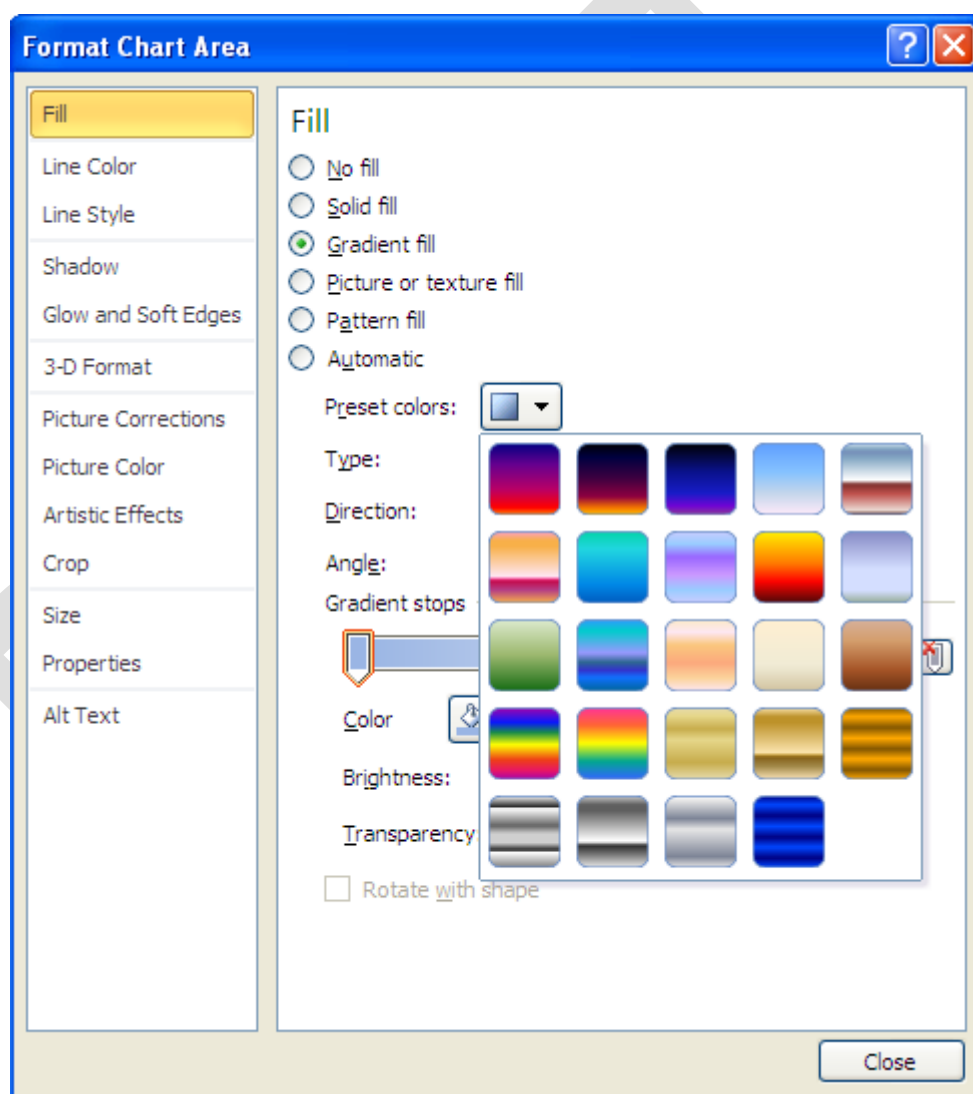 Format Chart Area
Fill
Line Color
Line Style
Shadow
Glow and Soft Edges
3-D Format
Picture Corrections
Picture Color
Artistic Effects
Crop
Size
Properties
Alt Text
Fill
No fill
Solid fill
Gradient fill
Picture or texture fill
Pattern fill
Automatic
Preset colors:
Type:
Direction:
Angle:
Gradient stops
Color
Brightness:
Transparency:
Rotate with shape
Close